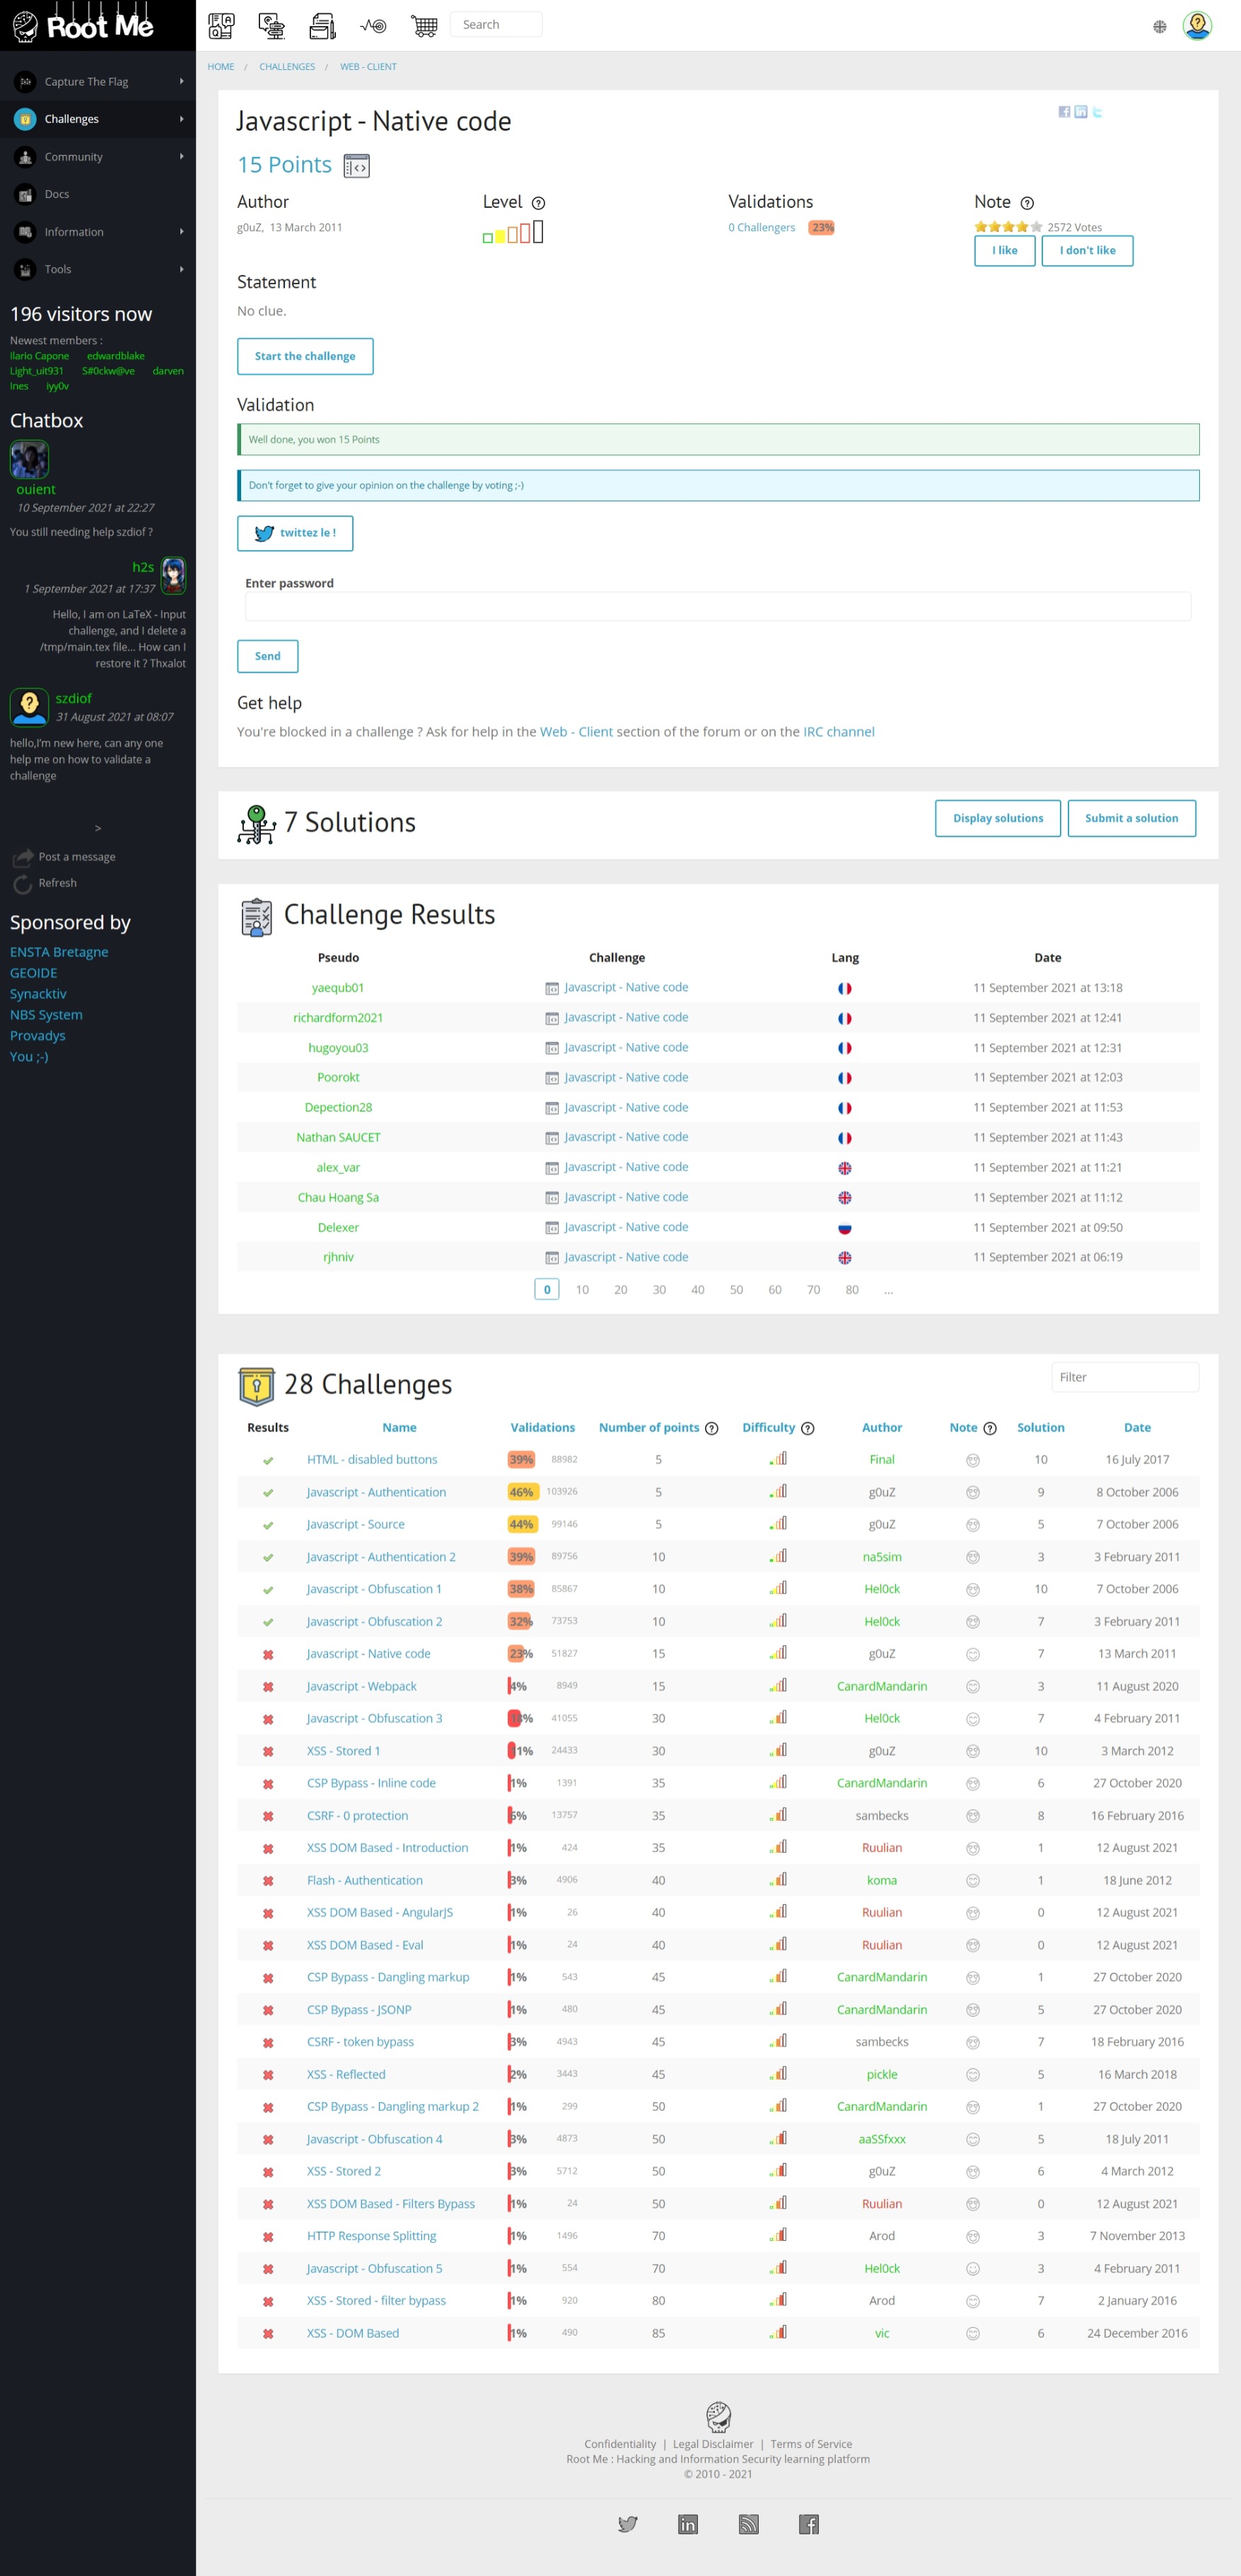 Root Me
Search
Capture The Flag
Challenges
Community
Docs
Information
Tools
196 visitors now
Newest members :
Ilario Capone edwardblake
Light_uit931 S#0ckw@ve darven
Ines iyy0v
Chatbox
ouient
10 September 2021 at 22:27
You still needing help szdiof ?
h2s
1 September 2021 at 17:37
Hello, I am on LaTeX - Input
challenge, and I delete a
/tmp/main.tex file... How can I
restore it ? Thxalot
szdiof
31 August 2021 at 08:07
hello,I'm new here, can any one
help me on how to validate a
challenge
>
Post a message
Refresh
Sponsored by
ENSTA Bretagne
GEOIDE
Synacktiv
NBS System
Provadys
You ;-)
HOME / CHALLENGES / WEB - CLIENT
Javascript - Native code
15 Points
Author Level Validations Note
g0uZ, 13 March 2011 0 Challengers 23% 2572 Votes
I like I don't like
Statement
No clue.
Start the challenge
Validation
Well done, you won 15 Points
Don't forget to give your opinion on the challenge by voting ;-)
twittez le !
Enter password
Send
Get help
You're blocked in a challenge ? Ask for help in the Web - Client section of the forum or on the IRC channel
7 Solutions Display solutions Submit a solution
Challenge Results
Pseudo Challenge Lang Date
yaequb01 Javascript - Native code 11 September 2021 at 13:18
richardform2021 Javascript - Native code 11 September 2021 at 12:41
hugoyou03 Javascript - Native code 11 September 2021 at 12:31
Poorokt Javascript - Native code 11 September 2021 at 12:03
Depection28 Javascript - Native code 11 September 2021 at 11:53
Nathan SAUCET Javascript - Native code 11 September 2021 at 11:43
alex_var Javascript - Native code 11 September 2021 at 11:21
Chau Hoang Sa Javascript - Native code 11 September 2021 at 11:12
Delexer Javascript - Native code 11 September 2021 at 09:50
rjhniv Javascript - Native code 11 September 2021 at 06:19
0 10 20 30 40 50 60 70 80 ...
28 Challenges Filter
Results Name Validations Number of points Difficulty Author Note Solution Date
HTML - disabled buttons 39% 88982 5 Final 10 16 July 2017
Javascript - Authentication 46% 103926 5 g0uZ 9 8 October 2006
Javascript - Source 44% 99146 5 g0uZ 5 7 October 2006
Javascript - Authentication 2 39% 89756 10 na5sim 3 3 February 2011
Javascript - Obfuscation 1 38% 85867 10 Hel0ck 10 7 October 2006
Javascript - Obfuscation 2 32% 73753 10 Hel0ck 7 3 February 2011
Javascript - Native code 23% 51827 15 g0uZ 7 13 March 2011
Javascript - Webpack 4% 8949 15 CanardMandarin 3 11 August 2020
Javascript - Obfuscation 3 18% 41055 30 Hel0ck 7 4 February 2011
XSS - Stored 1 11% 24433 30 g0uZ 10 3 March 2012
CSP Bypass - Inline code 1% 1391 35 CanardMandarin 6 27 October 2020
CSRF - 0 protection 6% 13757 35 sambecks 8 16 February 2016
XSS DOM Based - Introduction 1% 424 35 Ruulian 1 12 August 2021
Flash - Authentication 3% 4906 40 koma 1 18 June 2012
XSS DOM Based - AngularJS 1% 26 40 Ruulian 0 12 August 2021
XSS DOM Based - Eval 1% 24 40 Ruulian 0 12 August 2021
CSP Bypass - Dangling markup 1% 543 45 CanardMandarin 1 27 October 2020
CSP Bypass - JSONP 1% 480 45 CanardMandarin 5 27 October 2020
CSRF - token bypass 3% 4943 45 sambecks 7 18 February 2016
XSS - Reflected 2% 3443 45 pickle 5 16 March 2018
CSP Bypass - Dangling markup 2 1% 299 50 CanardMandarin 1 27 October 2020
Javascript - Obfuscation 4 3% 4873 50 aaSSfxxx 5 18 July 2011
XSS - Stored 2 3% 5712 50 g0uZ 6 4 March 2012
XSS DOM Based - Filters Bypass 1% 24 50 Ruulian 0 12 August 2021
HTTP Response Splitting 1% 1496 70 Arod 3 7 November 2013
Javascript - Obfuscation 5 1% 554 70 Hel0ck 3 4 February 2011
XSS - Stored - filter bypass 1% 920 80 Arod 7 2 January 2016
XSS - DOM Based 1% 490 85 vic 6 24 December 2016
Confidentiality | Legal Disclaimer | Terms of Service
Root Me : Hacking and Information Security learning platform
© 2010 - 2021